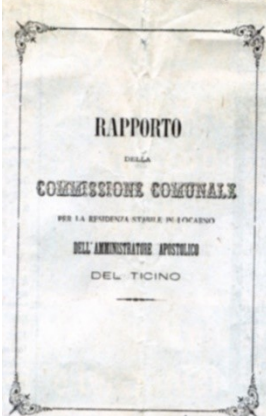 RAPPORTO
DELLA
COMMISSIONE COMUNALE
PER LA RESIDENZA STABILE IN LOCARNO
DELL'AMMINISTRATORE APOSTOLICO
DEL TICINO